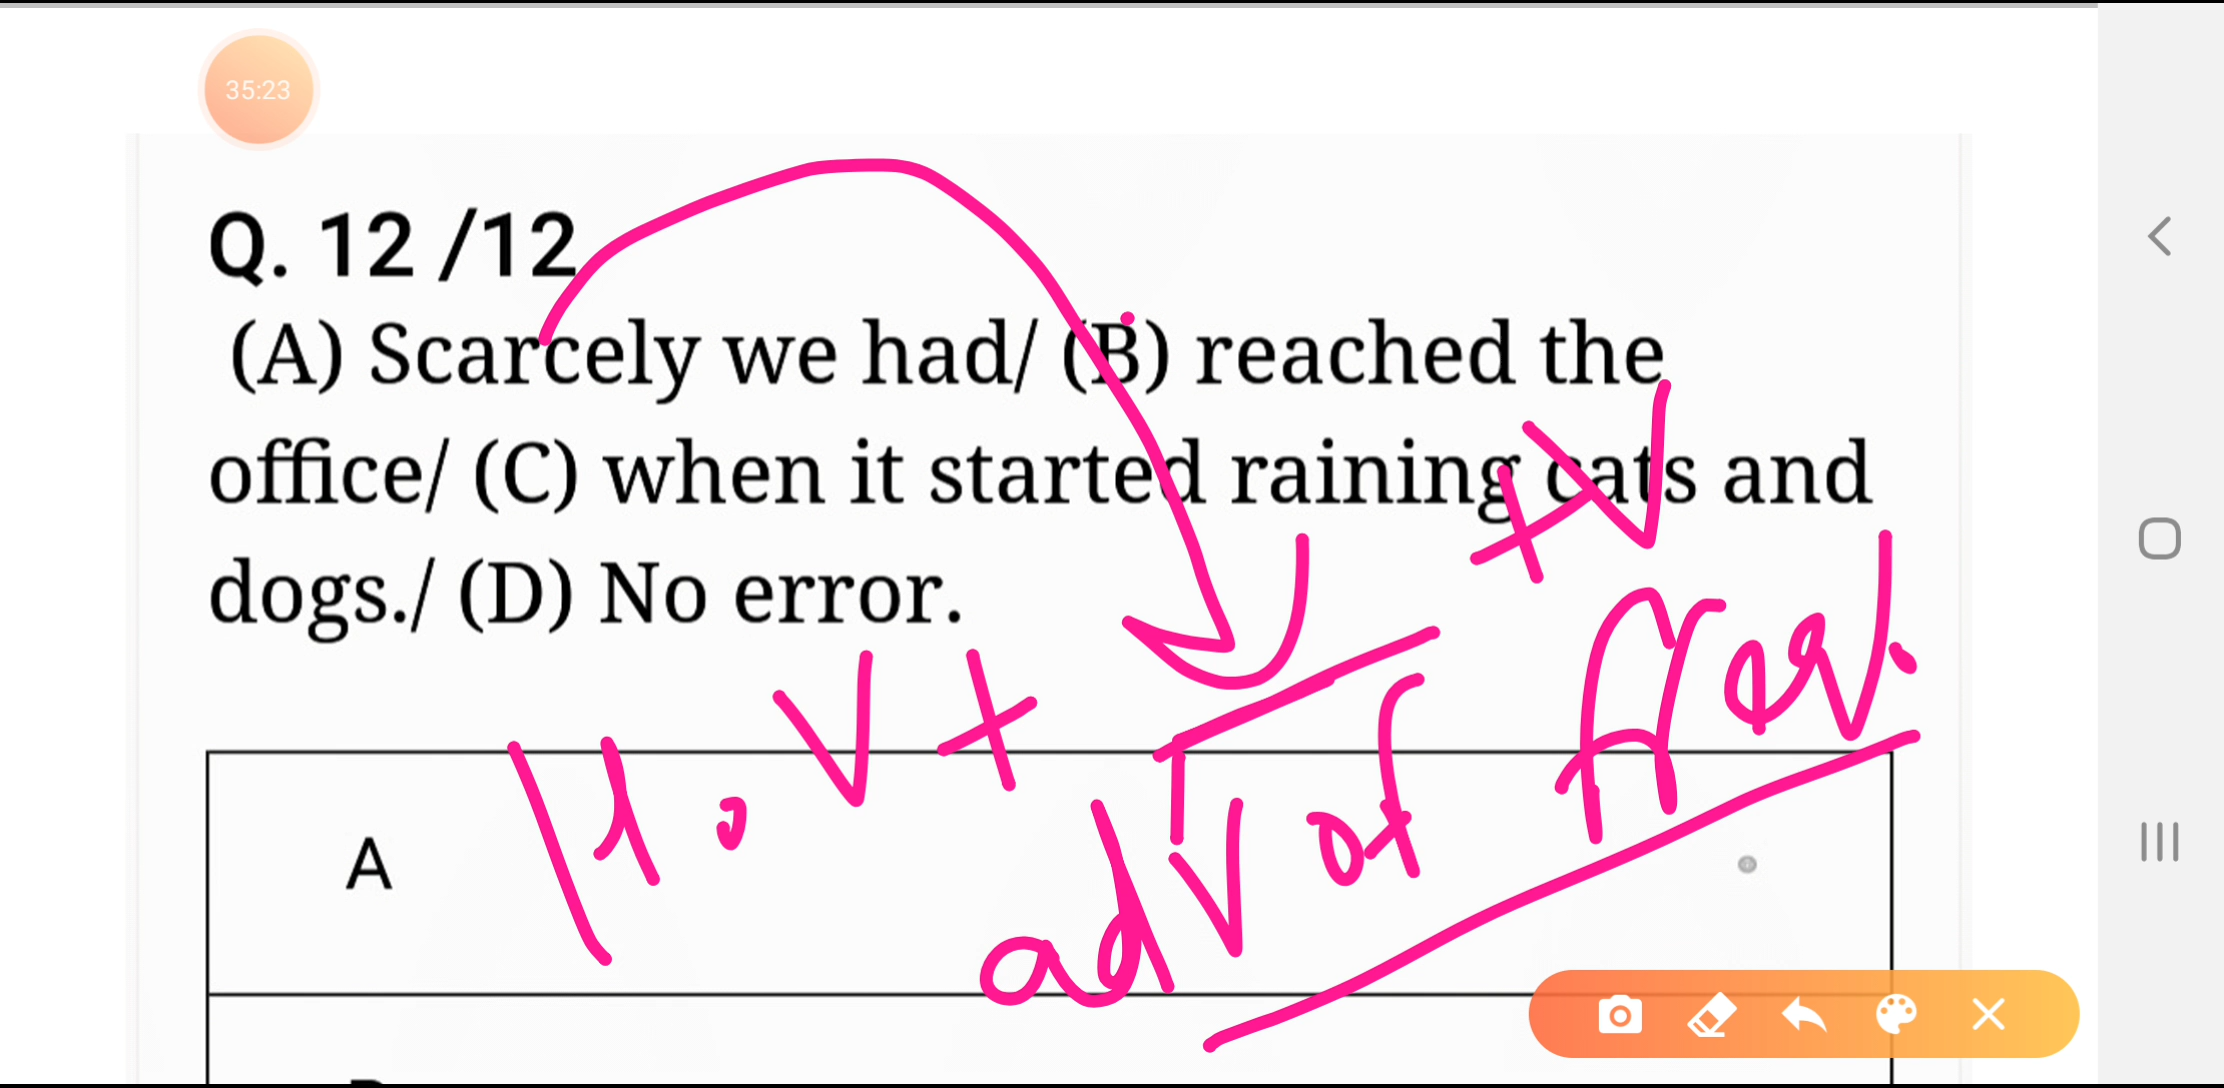 35:23
Q. 12 /12
(A) Scarcely we had/ (B) reached the
office/ (C) when it started raining cats and
dogs./ (D) No error.
H.V + adv of freq. + V
A